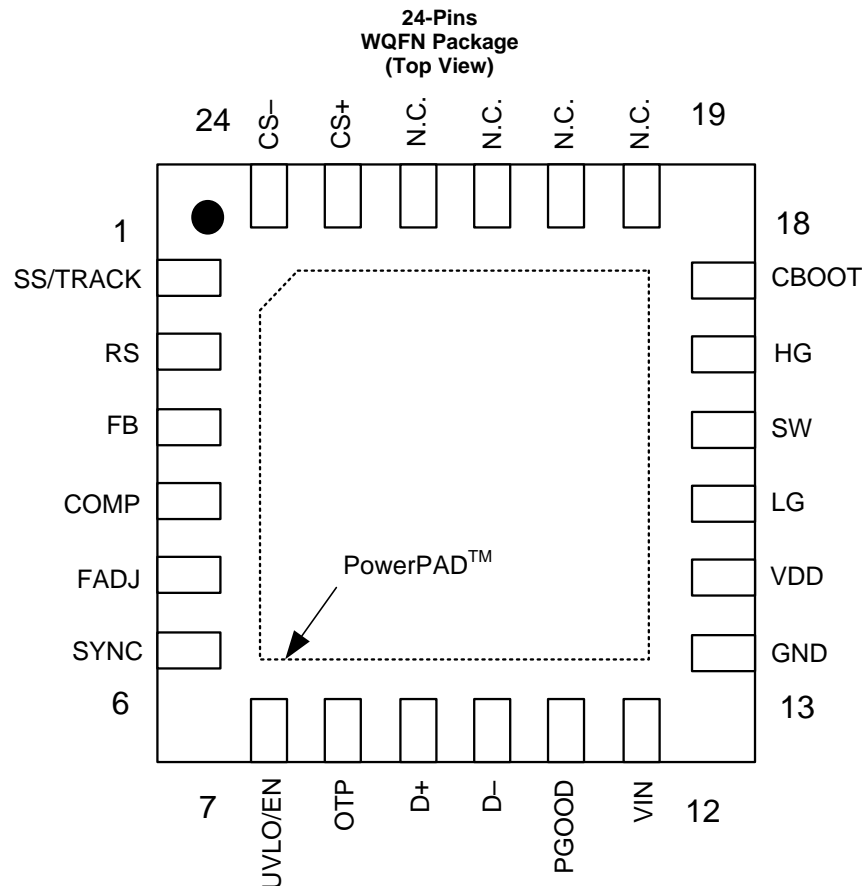 24-Pins
WQFN Package
(Top View)
24
CS–
CS+
N.C.
N.C.
N.C.
N.C.
19
1
18
SS/TRACK
CBOOT
RS
HG
FB
SW
COMP
LG
FADJ
PowerPAD™
VDD
SYNC
GND
6
13
7
UVLO/EN
OTP
D+
D–
PGOOD
VIN
12